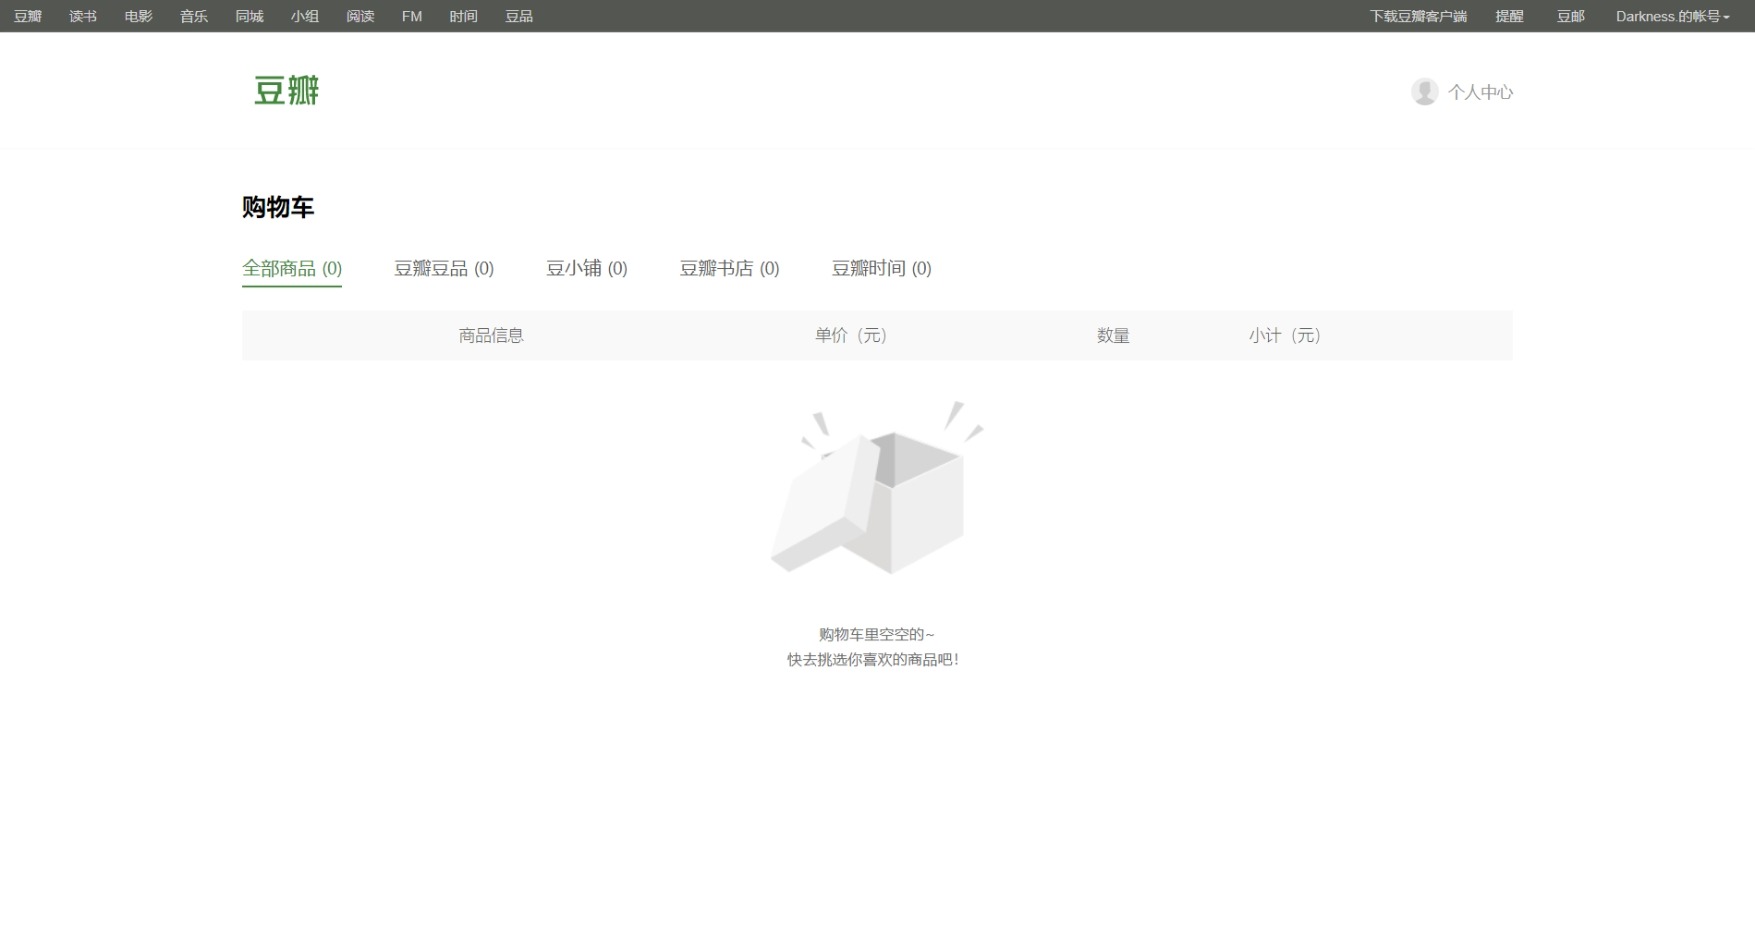 豆瓣 读书 电影 音乐 同城 小组 阅读 FM 时间 豆品 下载豆瓣客户端 提醒 豆邮 Darkness.的帐号
豆瓣 个人中心
购物车
全部商品 (0) 豆瓣豆品 (0) 豆小铺 (0) 豆瓣书店 (0) 豆瓣时间 (0)
商品信息 单价（元） 数量 小计（元）
购物车里空空的~
快去挑选你喜欢的商品吧！